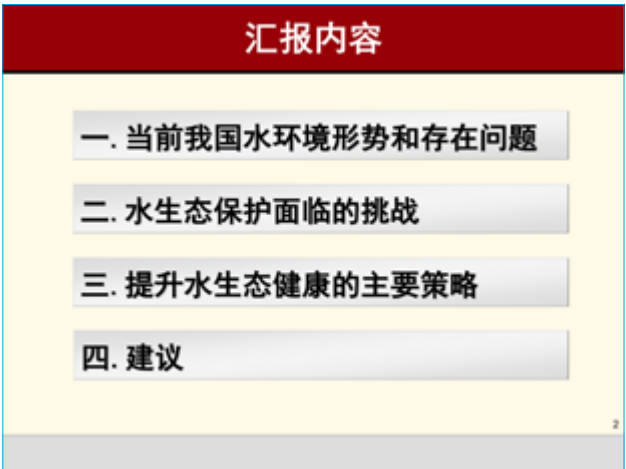 汇报内容
一. 当前我国水环境形势和存在问题
二. 水生态保护面临的挑战
三. 提升水生态健康的主要策略
四. 建议
2